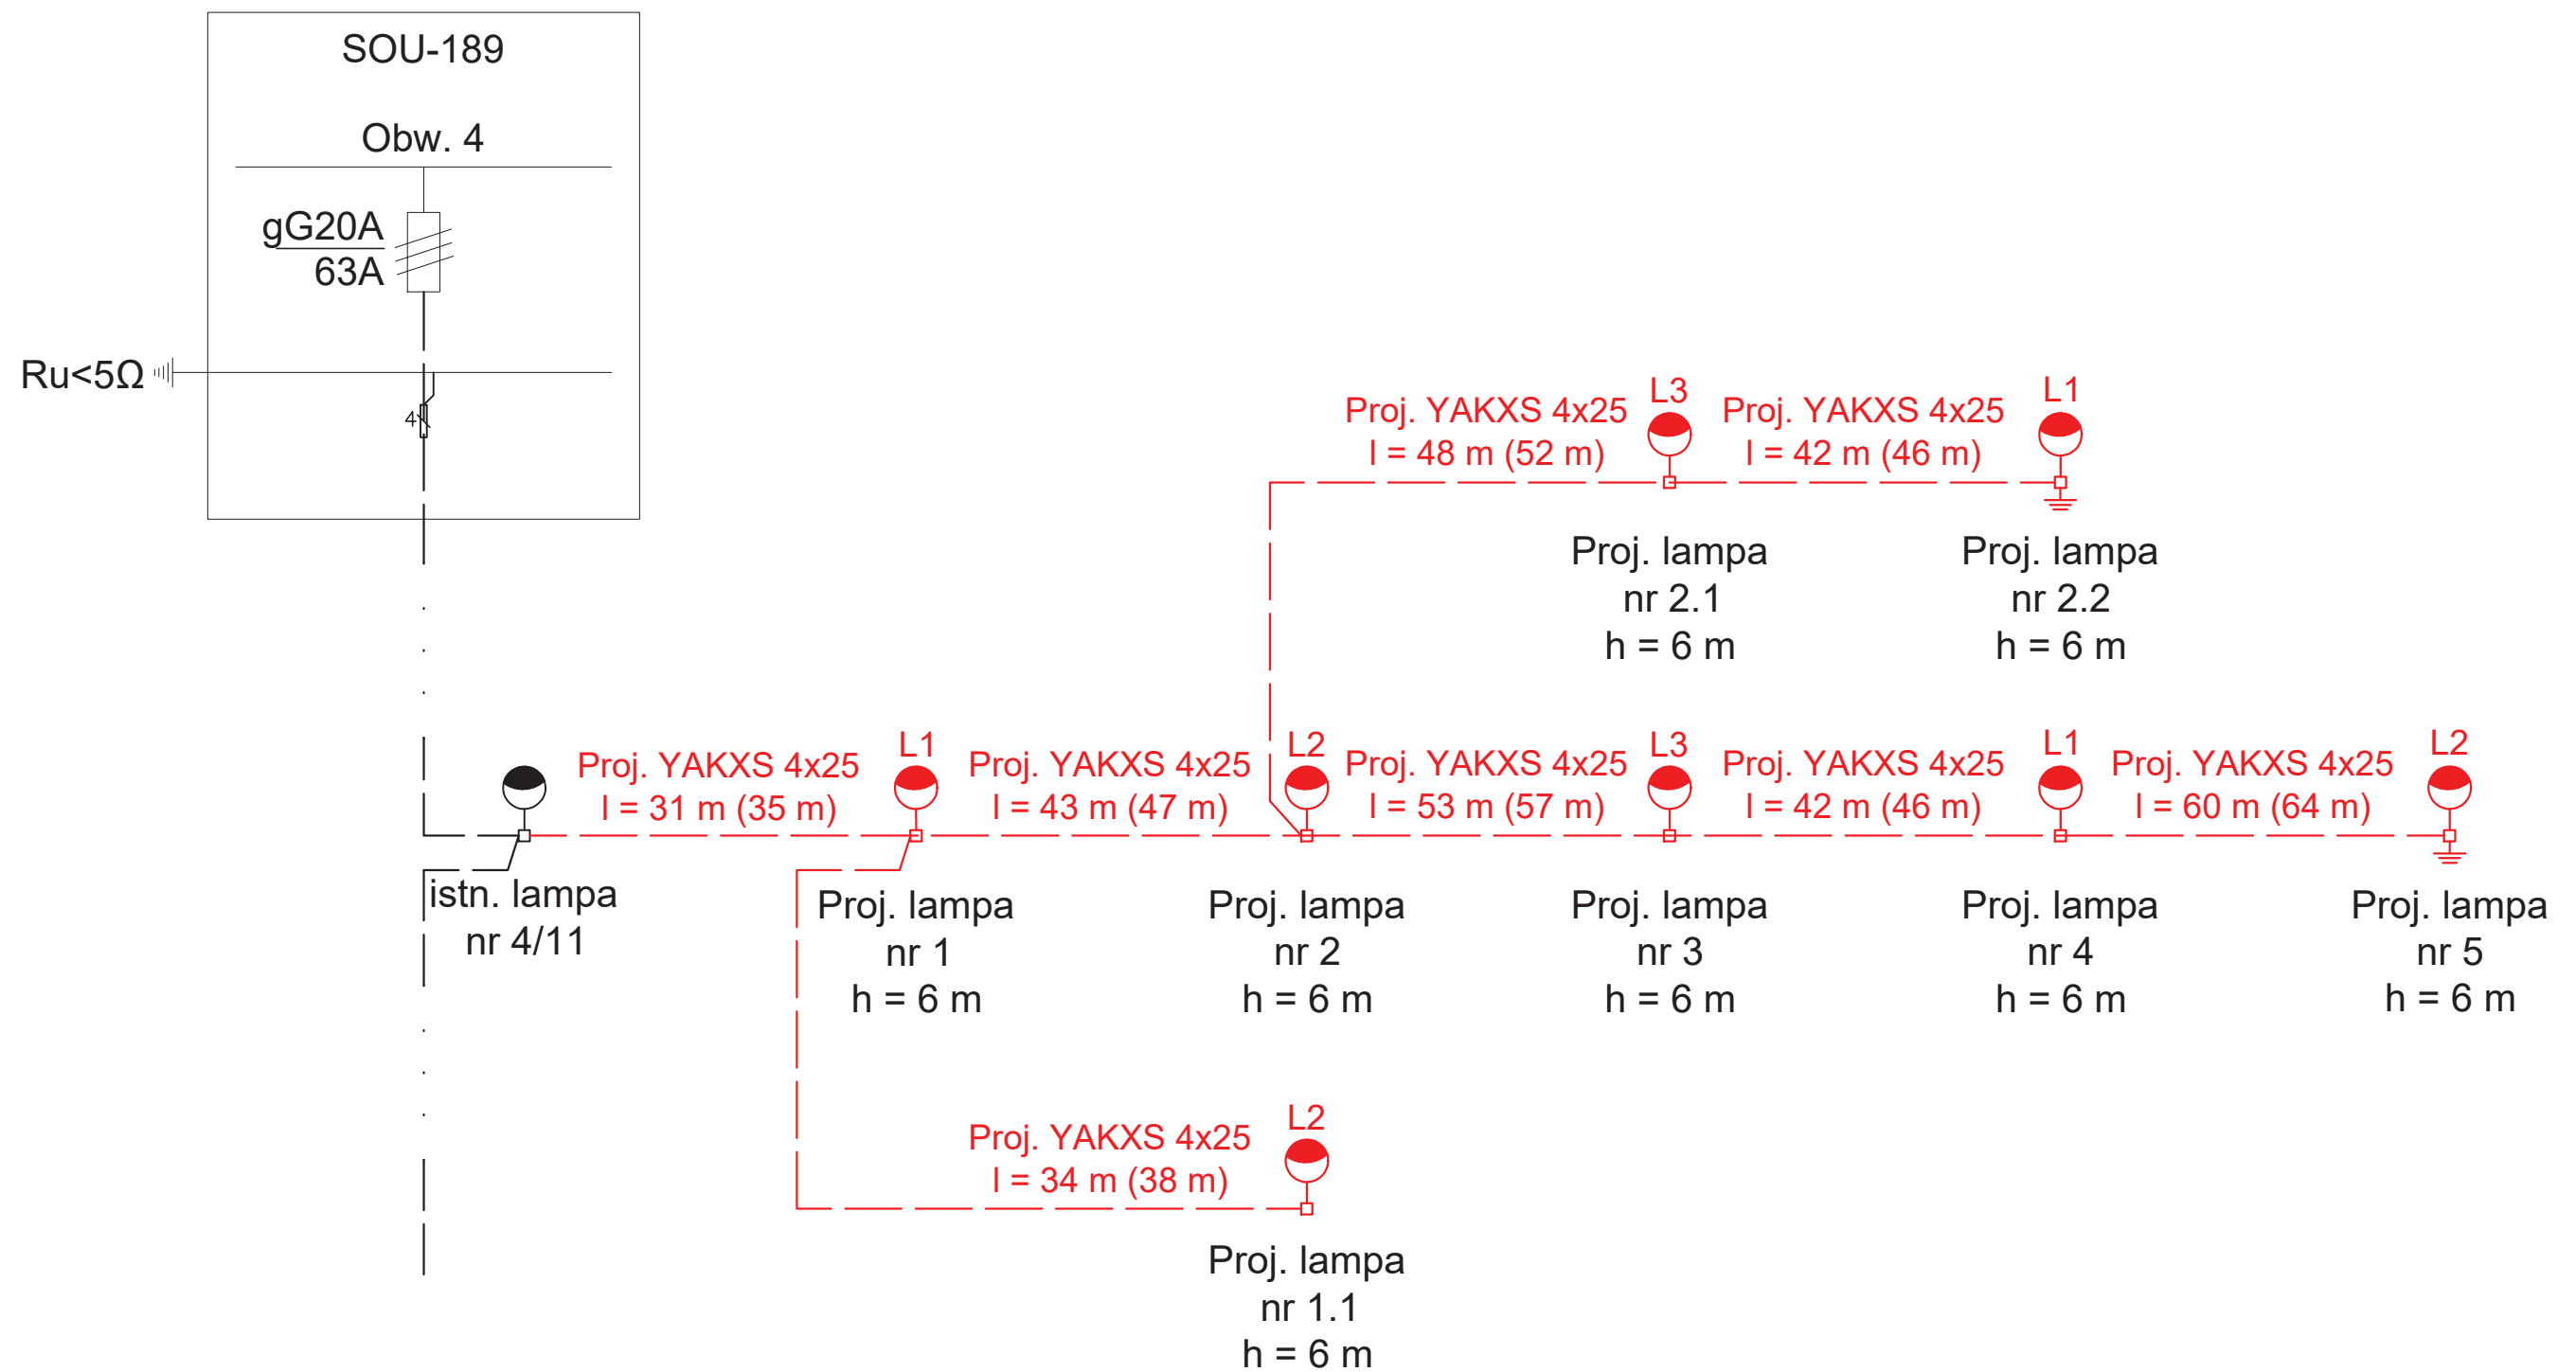 SOU-189
Obw. 4
gG20A
63A
Ru<5Ω
4
L3
L1
Proj. YAKXS 4x25
l = 48 m (52 m)
Proj. YAKXS 4x25
l = 42 m (46 m)
Proj. lampa
nr 2.1
h = 6 m
Proj. lampa
nr 2.2
h = 6 m
L1
L2
L3
L1
L2
Proj. YAKXS 4x25
l = 31 m (35 m)
Proj. YAKXS 4x25
l = 43 m (47 m)
Proj. YAKXS 4x25
l = 53 m (57 m)
Proj. YAKXS 4x25
l = 42 m (46 m)
Proj. YAKXS 4x25
l = 60 m (64 m)
istn. lampa
nr 4/11
Proj. lampa
nr 1
h = 6 m
Proj. lampa
nr 2
h = 6 m
Proj. lampa
nr 3
h = 6 m
Proj. lampa
nr 4
h = 6 m
Proj. lampa
nr 5
h = 6 m
L2
Proj. YAKXS 4x25
l = 34 m (38 m)
Proj. lampa
nr 1.1
h = 6 m